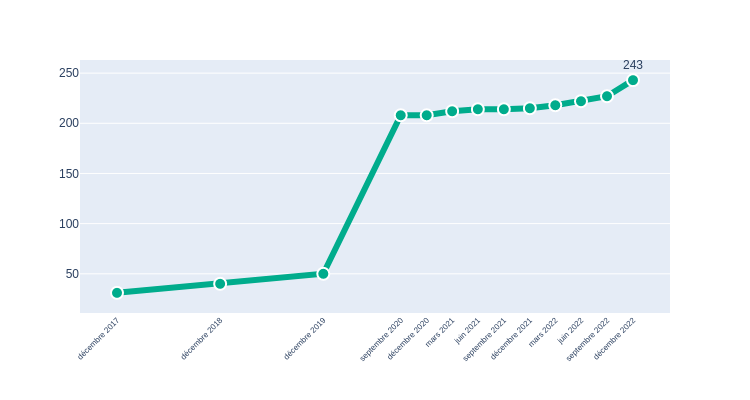 243
250
200
150
100
50
décembre 2017
décembre 2018
décembre 2019
septembre 2020
décembre 2020
mars 2021
juin 2021
septembre 2021
décembre 2021
mars 2022
juin 2022
septembre 2022
décembre 2022